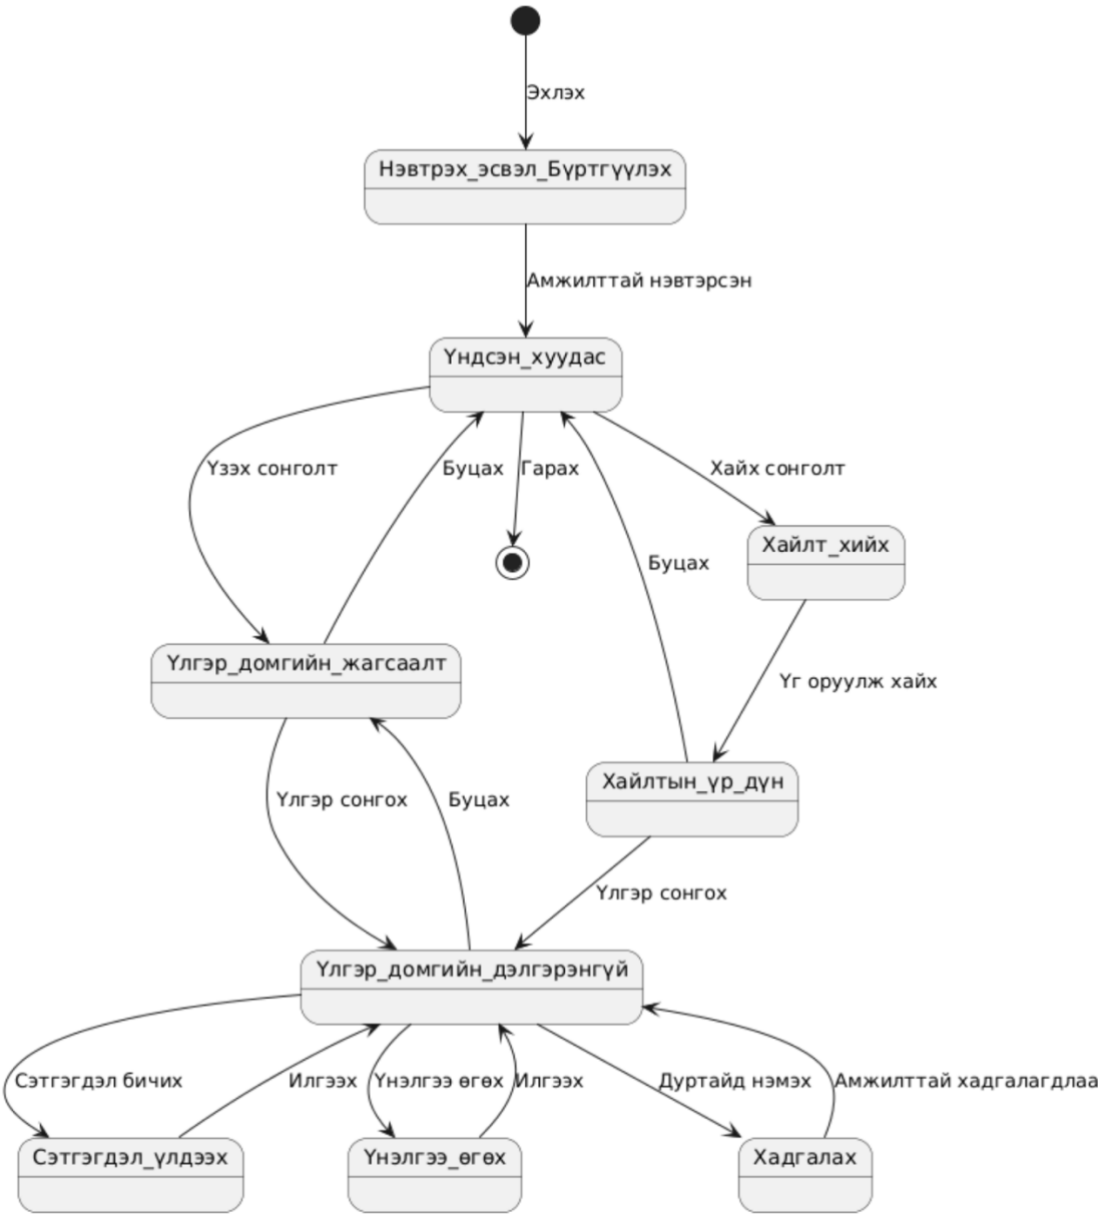 Эхлэх
Нэвтрэх_эсвэл_Бүртгүүлэх
Амжилттай нэвтэрсэн
Үндсэн_хуудас
Үзэх сонголт
Буцах
Гарах
Хайх сонголт
Хайлт_хийх
Буцах
Үлгэр_домгийн_жагсаалт
Үг оруулж хайх
Хайлтын_үр_дүн
Үлгэр сонгох
Буцах
Үлгэр сонгох
Үлгэр_домгийн_дэлгэрэнгүй
Сэтгэгдэл бичих
Илгээх
Үнэлгээ өгөх
Илгээх
Дуртайд нэмэх
Амжилттай хадгалагдлаа
Сэтгэгдэл_үлдээх
Үнэлгээ_өгөх
Хадгалах